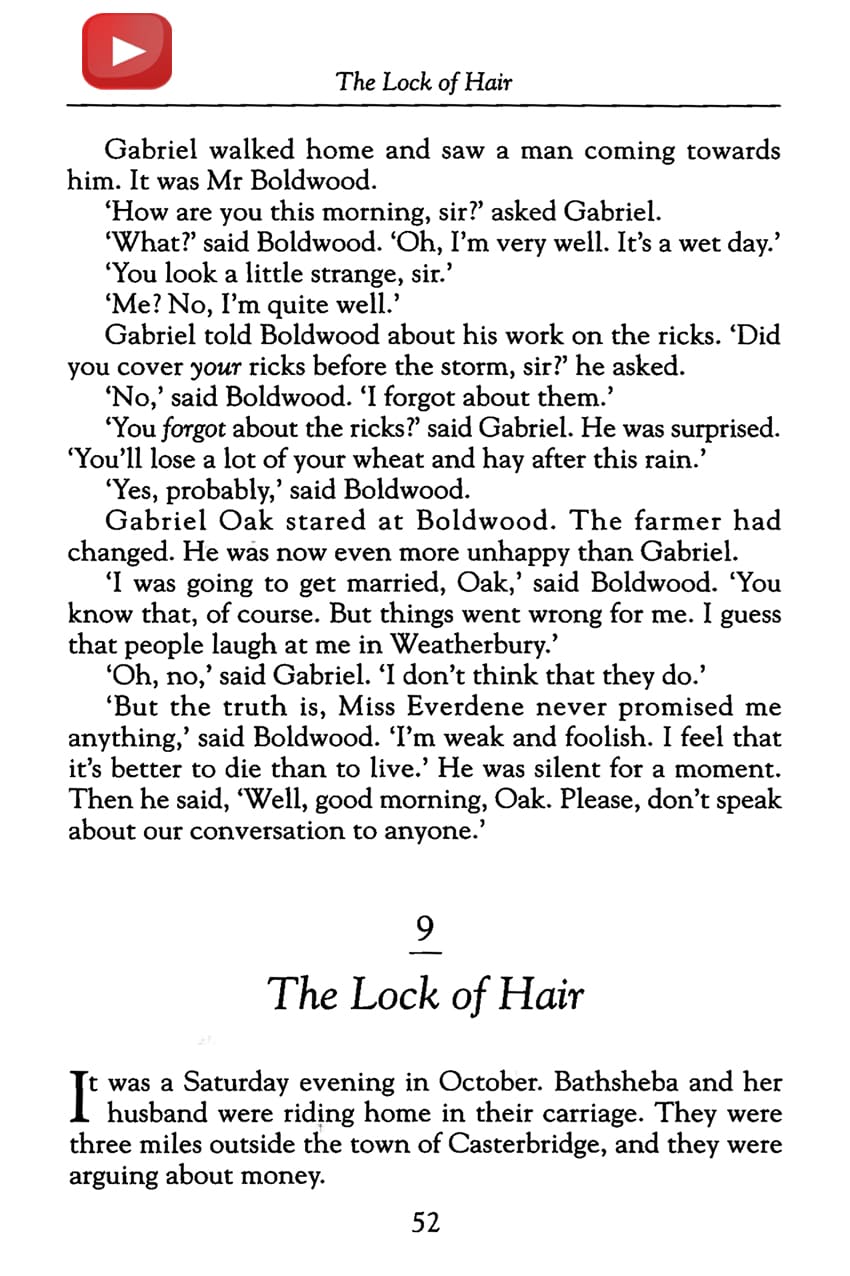 The Lock of Hair
Gabriel walked home and saw a man coming towards
him. It was Mr Boldwood.
‘How are you this morning, sir?’ asked Gabriel.
‘What?’ said Boldwood. ‘Oh, I’m very well. It’s a wet day.’
‘You look a little strange, sir.’
‘Me? No, I’m quite well.’
Gabriel told Boldwood about his work on the ricks. ‘Did
you cover your ricks before the storm, sir?’ he asked.
‘No,’ said Boldwood. ‘I forgot about them.’
‘You forgot about the ricks?’ said Gabriel. He was surprised.
‘You’ll lose a lot of your wheat and hay after this rain.’
‘Yes, probably,’ said Boldwood.
Gabriel Oak stared at Boldwood. The farmer had
changed. He was now even more unhappy than Gabriel.
‘I was going to get married, Oak,’ said Boldwood. ‘You
know that, of course. But things went wrong for me. I guess
that people laugh at me in Weatherbury.’
‘Oh, no,’ said Gabriel. ‘I don’t think that they do.’
‘But the truth is, Miss Everdene never promised me
anything,’ said Boldwood. ‘I’m weak and foolish. I feel that
it’s better to die than to live.’ He was silent for a moment.
Then he said, ‘Well, good morning, Oak. Please, don’t speak
about our conversation to anyone.’
9
The Lock of Hair
It was a Saturday evening in October. Bathsheba and her
husband were riding home in their carriage. They were
three miles outside the town of Casterbridge, and they were
arguing about money.
52